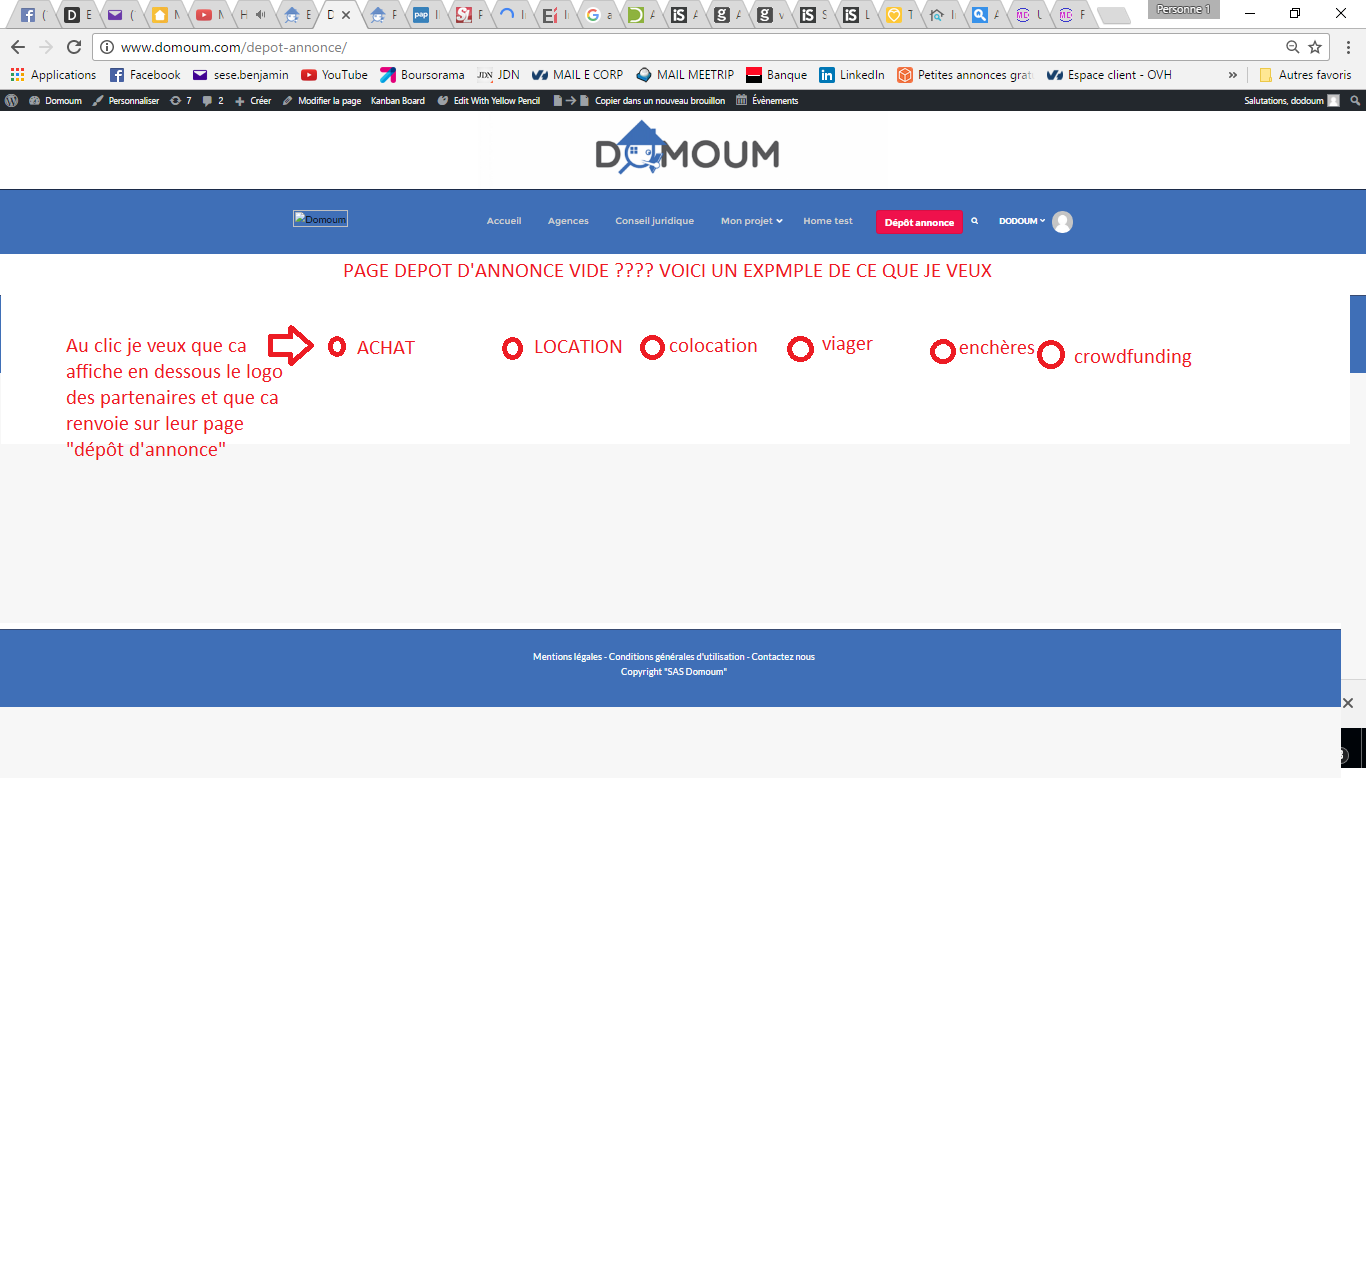 Personne 1
www.domoum.com/depot-annonce/
Applications Facebook sese.benjamin YouTube Boursorama JDN MAIL E CORP MAIL MEETRIP Banque LinkedIn Petites annonces grat Espace client - OVH » Autres favoris
Domoum Personnaliser 7 2 Créer Modifier la page Kanban Board Edit With Yellow Pencil Copier dans un nouveau brouillon Évènements Salutations, dodoum
DOMOUM
Domoum Accueil Agences Conseil juridique Mon projet Home test Dépôt annonce DODOUM
PAGE DEPOT D'ANNONCE VIDE ???? VOICI UN EXPMPLE DE CE QUE JE VEUX
Au clic je veux que ca
affiche en dessous le logo
des partenaires et que ca
renvoie sur leur page
"dépôt d'annonce"
ACHAT LOCATION colocation viager enchères crowdfunding
Mentions légales - Conditions générales d'utilisation - Contactez nous
Copyright "SAS Domoum"